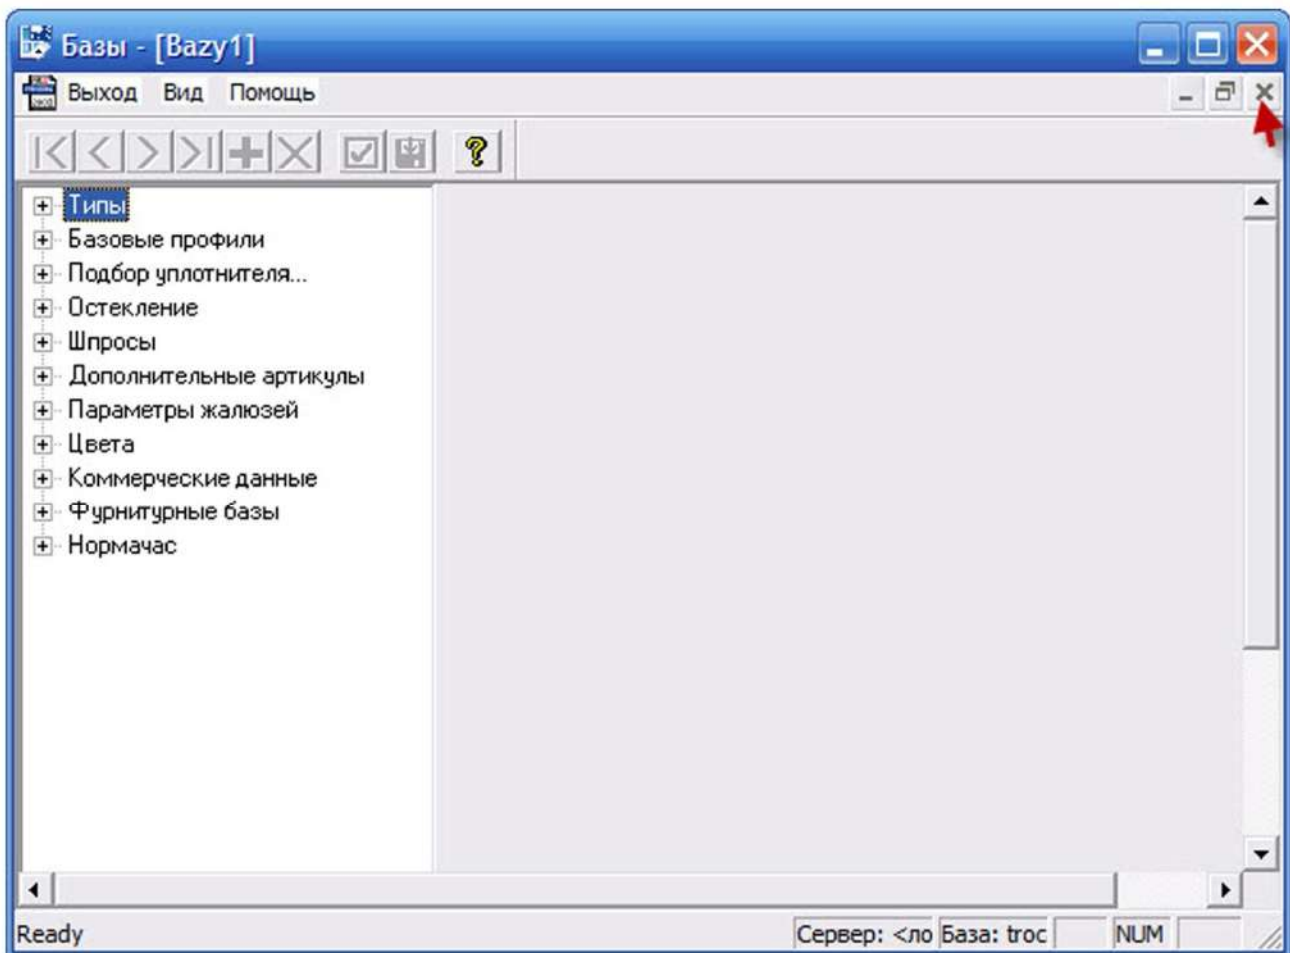 Базы - [Bazy1]
Выход Вид Помощь
Типы
Базовые профили
Подбор уплотнителя...
Остекление
Шпросы
Дополнительные артикулы
Параметры жалюзей
Цвета
Коммерческие данные
Фурнитурные базы
Нормачас
Ready Сервер: <ло База: troc NUM